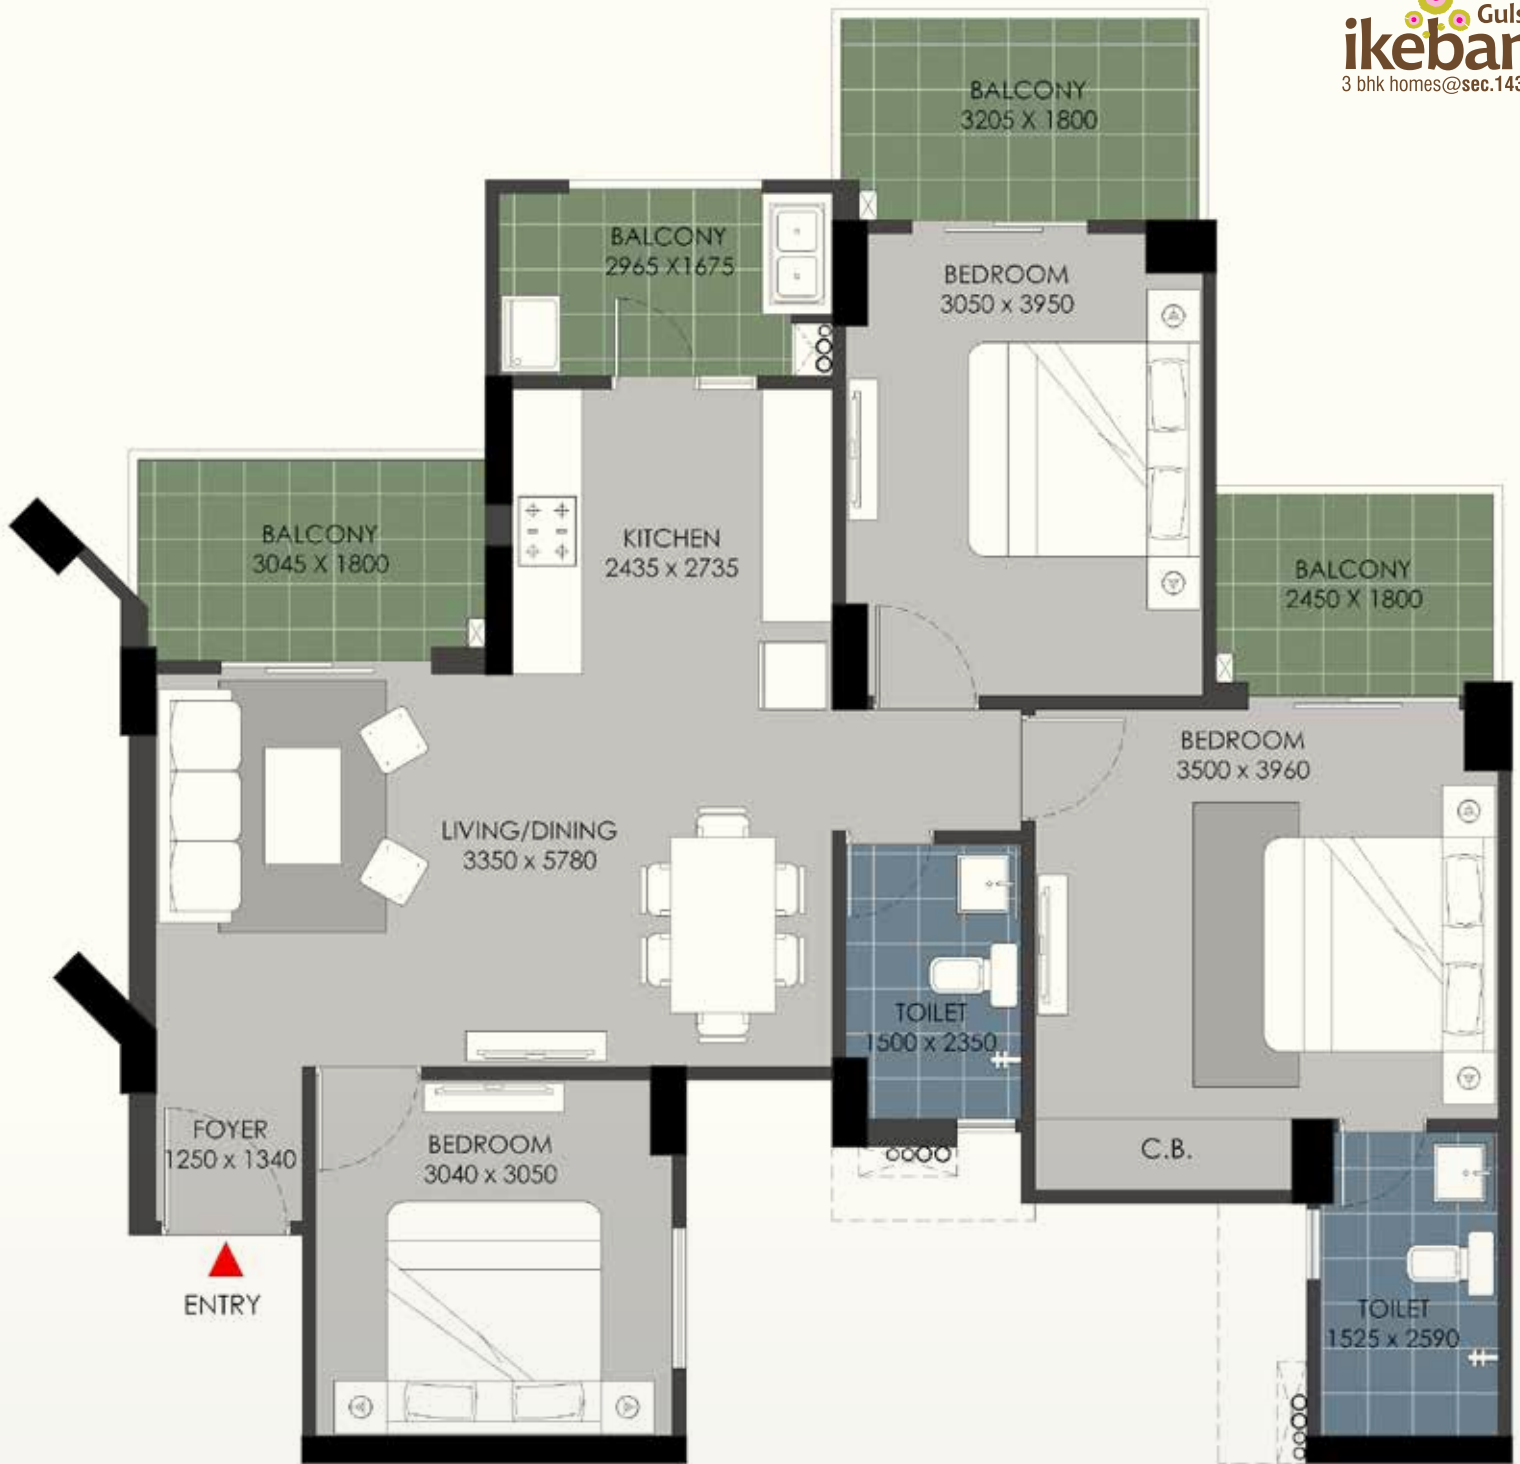 Guls
ikebar
3 bhk homes@sec.143
BALCONY
3205 X 1800
BALCONY
2965 X1675
BEDROOM
3050 x 3950
BALCONY
3045 X 1800
KITCHEN
2435 x 2735
BALCONY
2450 X 1800
BEDROOM
3500 x 3960
LIVING/DINING
3350 x 5780
TOILET
1500 x 2350
FOYER
1250 x 1340
BEDROOM
3040 x 3050
C.B.
ENTRY
TOILET
1525 x 2590